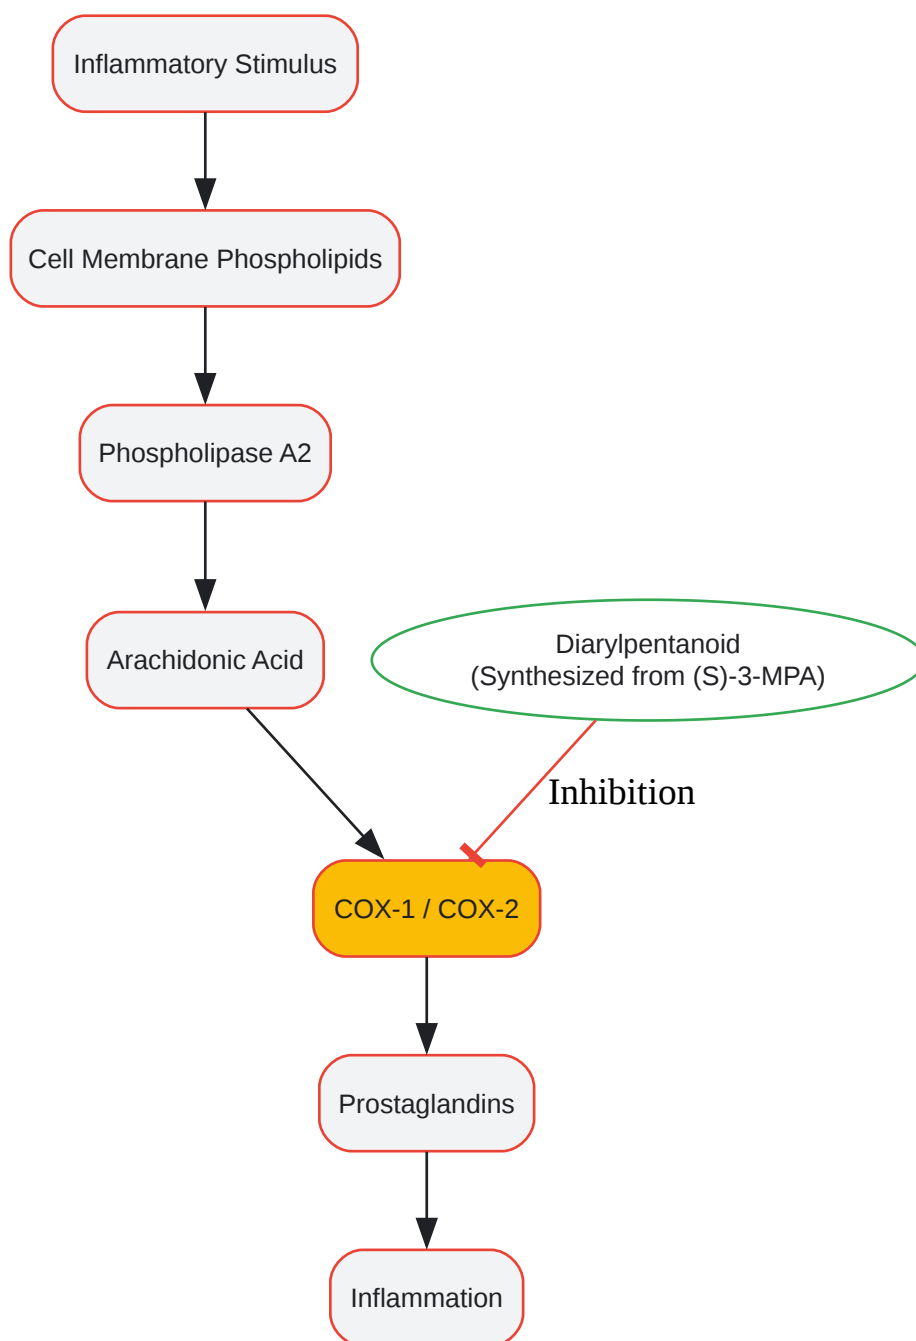 Inflammatory Stimulus
Cell Membrane Phospholipids
Phospholipase A2
Arachidonic Acid
Diarylpentanoid
(Synthesized from (S)-3-MPA)
Inhibition
COX-1 / COX-2
Prostaglandins
Inflammation